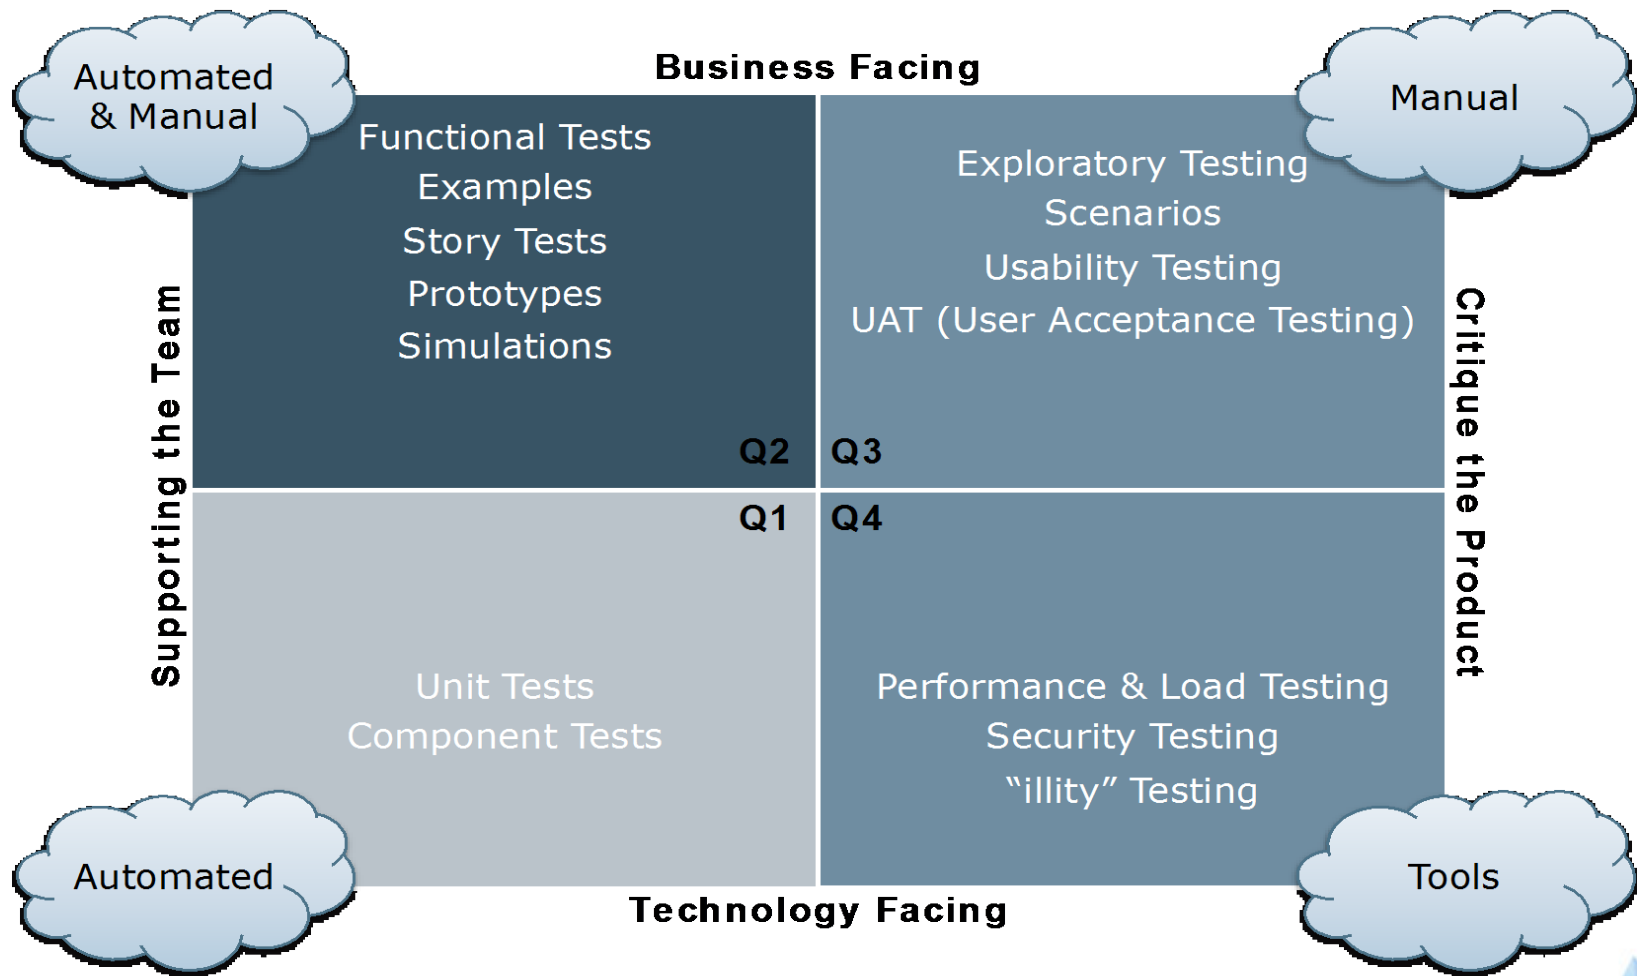 Business Facing
Automated
& Manual
Manual
Functional Tests
Examples
Story Tests
Prototypes
Simulations
Q2
Exploratory Testing
Scenarios
Usability Testing
UAT (User Acceptance Testing)
Q3
Supporting the Team
Critique the Product
Q1
Unit Tests
Component Tests
Q4
Performance & Load Testing
Security Testing
“illity” Testing
Automated
Tools
Technology Facing